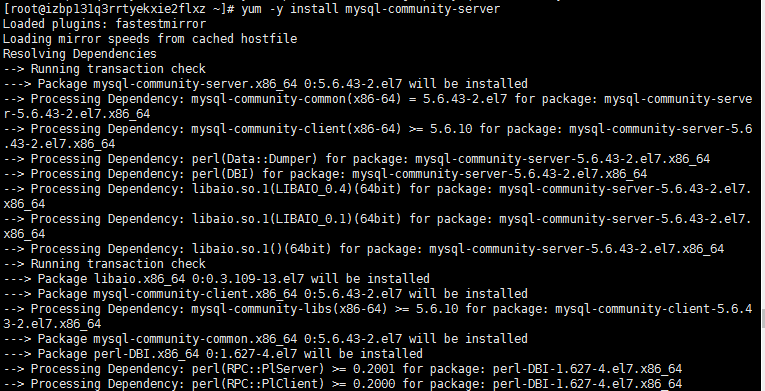 [root@izbp131q3rrtyekxie2flxz ~]# yum -y install mysql-community-server
Loaded plugins: fastestmirror
Loading mirror speeds from cached hostfile
Resolving Dependencies
--> Running transaction check
---> Package mysql-community-server.x86_64 0:5.6.43-2.el7 will be installed
--> Processing Dependency: mysql-community-common(x86-64) = 5.6.43-2.el7 for package: mysql-community-serve
r-5.6.43-2.el7.x86_64
--> Processing Dependency: mysql-community-client(x86-64) >= 5.6.10 for package: mysql-community-server-5.6
.43-2.el7.x86_64
--> Processing Dependency: perl(Data::Dumper) for package: mysql-community-server-5.6.43-2.el7.x86_64
--> Processing Dependency: perl(DBI) for package: mysql-community-server-5.6.43-2.el7.x86_64
--> Processing Dependency: libaio.so.1(LIBAIO_0.4)(64bit) for package: mysql-community-server-5.6.43-2.el7.
x86_64
--> Processing Dependency: libaio.so.1(LIBAIO_0.1)(64bit) for package: mysql-community-server-5.6.43-2.el7.
x86_64
--> Processing Dependency: libaio.so.1()(64bit) for package: mysql-community-server-5.6.43-2.el7.x86_64
--> Running transaction check
---> Package libaio.x86_64 0:0.3.109-13.el7 will be installed
---> Package mysql-community-client.x86_64 0:5.6.43-2.el7 will be installed
--> Processing Dependency: mysql-community-libs(x86-64) >= 5.6.10 for package: mysql-community-client-5.6.4
3-2.el7.x86_64
---> Package mysql-community-common.x86_64 0:5.6.43-2.el7 will be installed
---> Package perl-DBI.x86_64 0:1.627-4.el7 will be installed
--> Processing Dependency: perl(RPC::PlServer) >= 0.2001 for package: perl-DBI-1.627-4.el7.x86_64
--> Processing Dependency: perl(RPC::PlClient) >= 0.2000 for package: perl-DBI-1.627-4.el7.x86_64